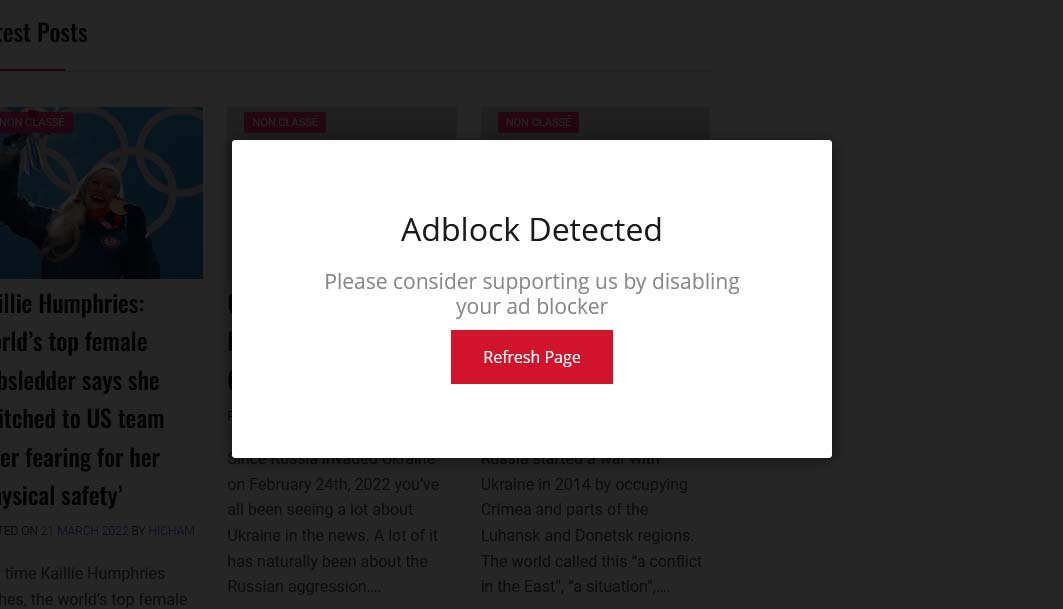 test Posts
NON CLASSÉ
NON CLASSÉ
NON CLASSÉ
Adblock Detected
Please consider supporting us by disabling
your ad blocker
Refresh Page
illie Humphries:
rld's top female
bsledder says she
itched to US team
er fearing for her
ysical safety'
TED ON 21 MARCH 2022 BY HICHAM
time Kaillie Humphries
hes, the world's top female
Since Russia invaded Ukraine
on February 24th, 2022 you've
all been seeing a lot about
Ukraine in the news. A lot of it
has naturally been about the
Russian aggression....
Russia started a war with
Ukraine in 2014 by occupying
Crimea and parts of the
Luhansk and Donetsk regions.
The world called this "a conflict
in the East", "a situation",....